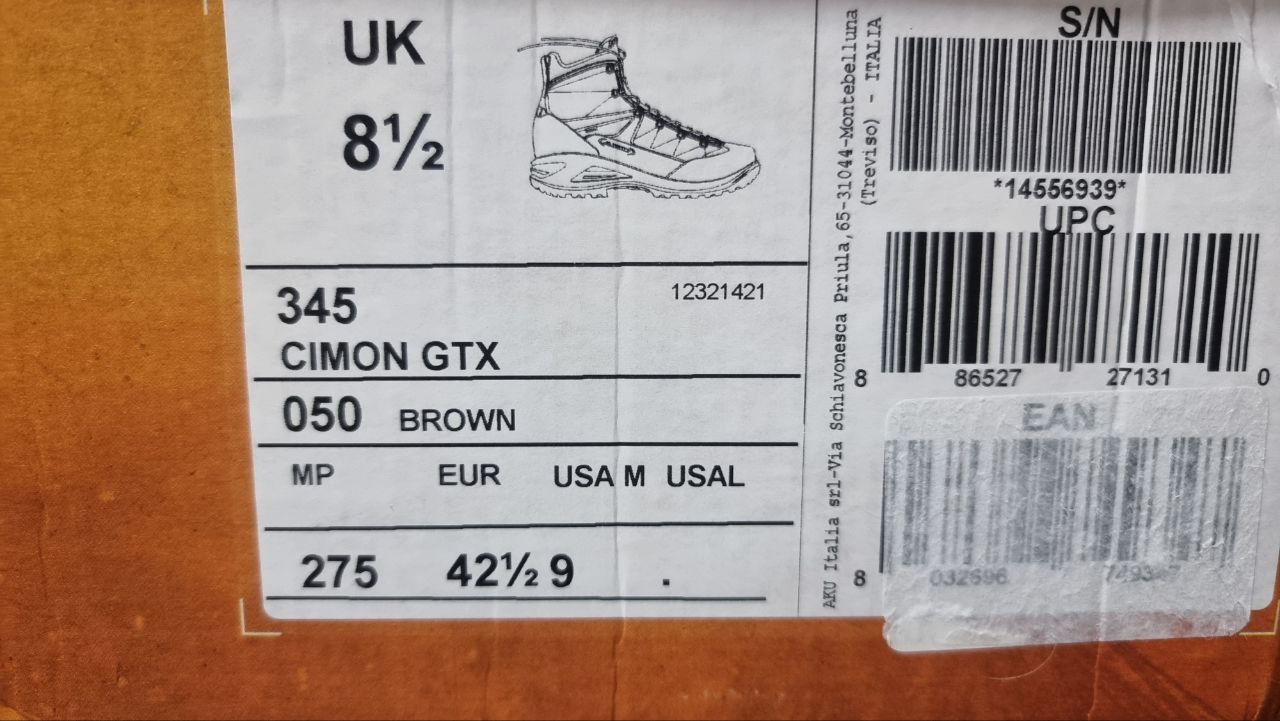 UK
8½
345
12321421
CIMON GTX
050 BROWN
MP EUR USA M USAL
275 42½ 9 .
AKU Italia srl-Via Schiavonesca Priula,65-31044-Montebelluna
(Treviso) - ITALIA
S/N
*14556939*
UPC
8 86527 27131 0
EAN
8 032696